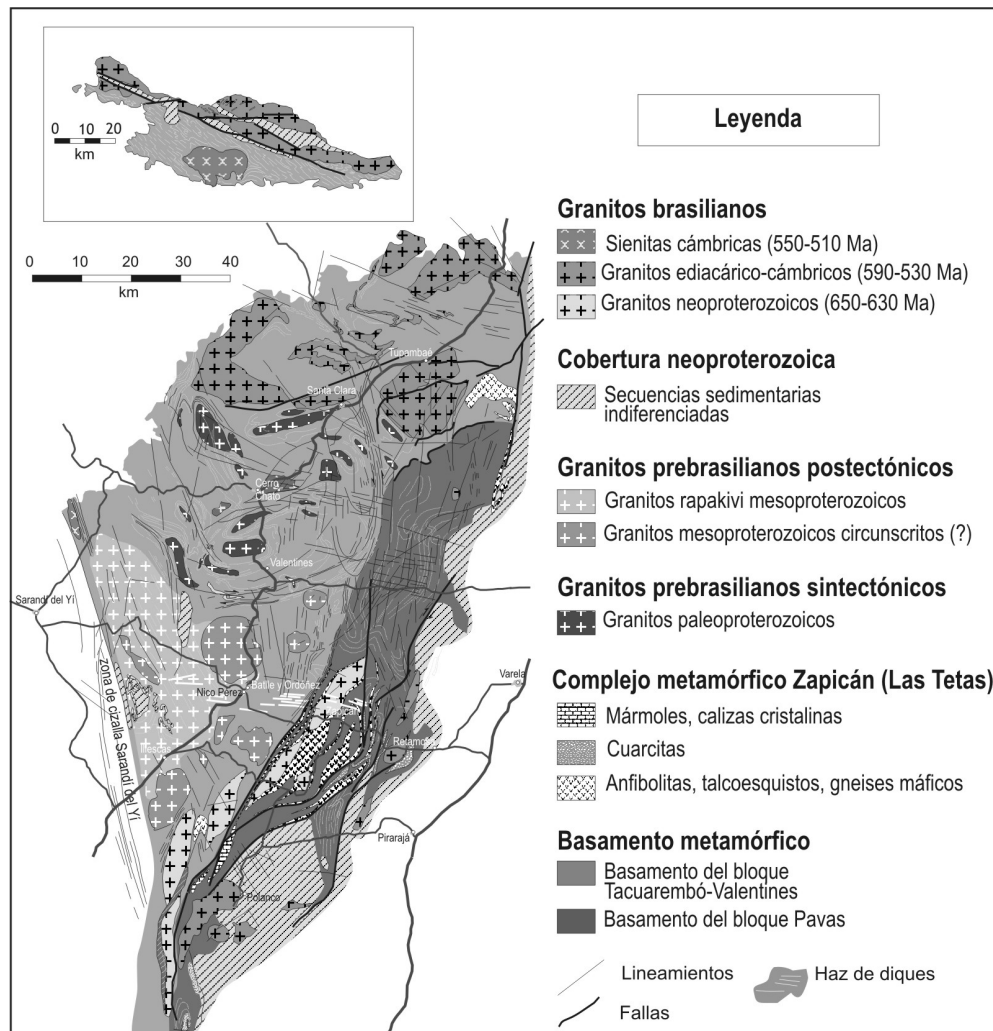 0 10 20
km
0 10 20 30 40
km
Tupambaé
Santa Clara
Cerro
Chato
Valentines
Sarandí del Yí
zona de cizalla Sarandí del Yí
Nico Pérez
Batlle y Ordóñez
Illescas
Varela
Retamosa
Pirarajá
Polanco
Leyenda
Granitos brasilianos
Sienitas cámbricas (550-510 Ma)
Granitos ediacárico-cámbricos (590-530 Ma)
Granitos neoproterozoicos (650-630 Ma)
Cobertura neoproterozoica
Secuencias sedimentarias
indiferenciadas
Granitos prebrasilianos postectónicos
Granitos rapakivi mesoproterozoicos
Granitos mesoproterozoicos circunscritos (?)
Granitos prebrasilianos sintectónicos
Granitos paleoproterozoicos
Complejo metamórfico Zapicán (Las Tetas)
Mármoles, calizas cristalinas
Cuarcitas
Anfibolitas, talcoesquistos, gneises máficos
Basamento metamórfico
Basamento del bloque
Tacuarembó-Valentines
Basamento del bloque Pavas
Lineamientos
Haz de diques
Fallas